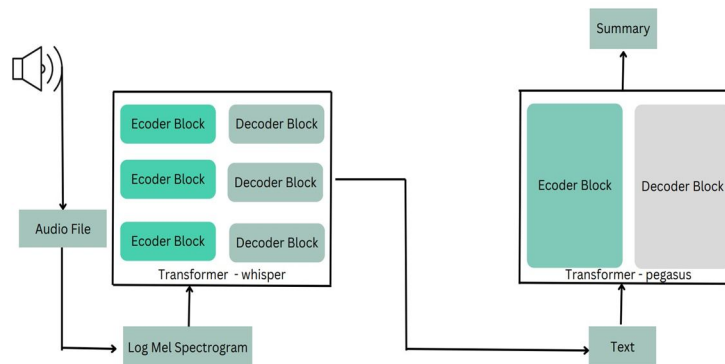 Summary
Ecoder Block
Decoder Block
Ecoder Block
Decoder Block
Ecoder Block
Decoder Block
Transformer - whisper
Ecoder Block
Decoder Block
Transformer - pegasus
Audio File
Log Mel Spectrogram
Text